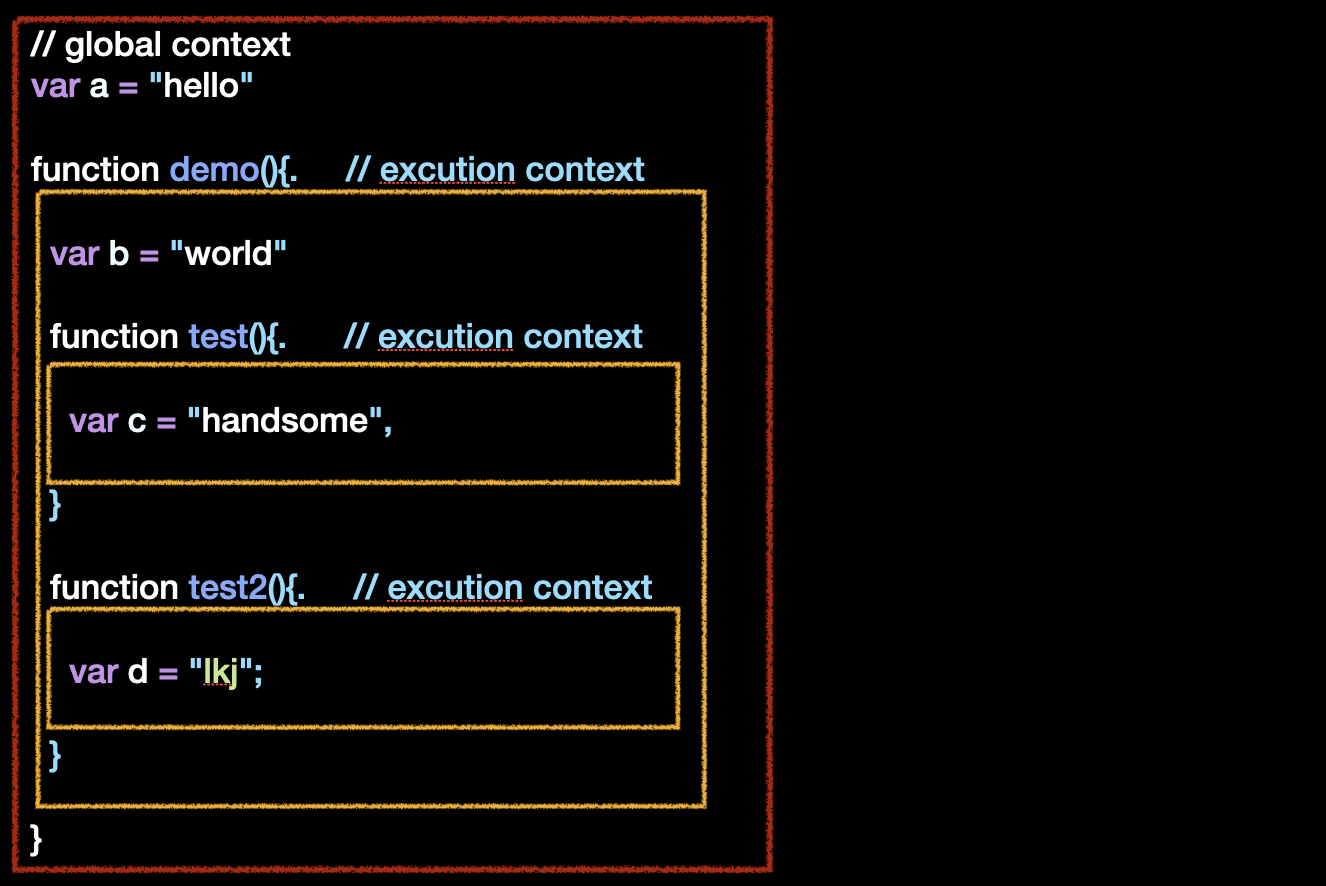 // global context
var a = "hello"
function demo(){.     // excution context
var b = "world"
function test(){.      // excution context
var c = "handsome",
}
function test2(){.     // excution context
var d = "lkj";
}
}